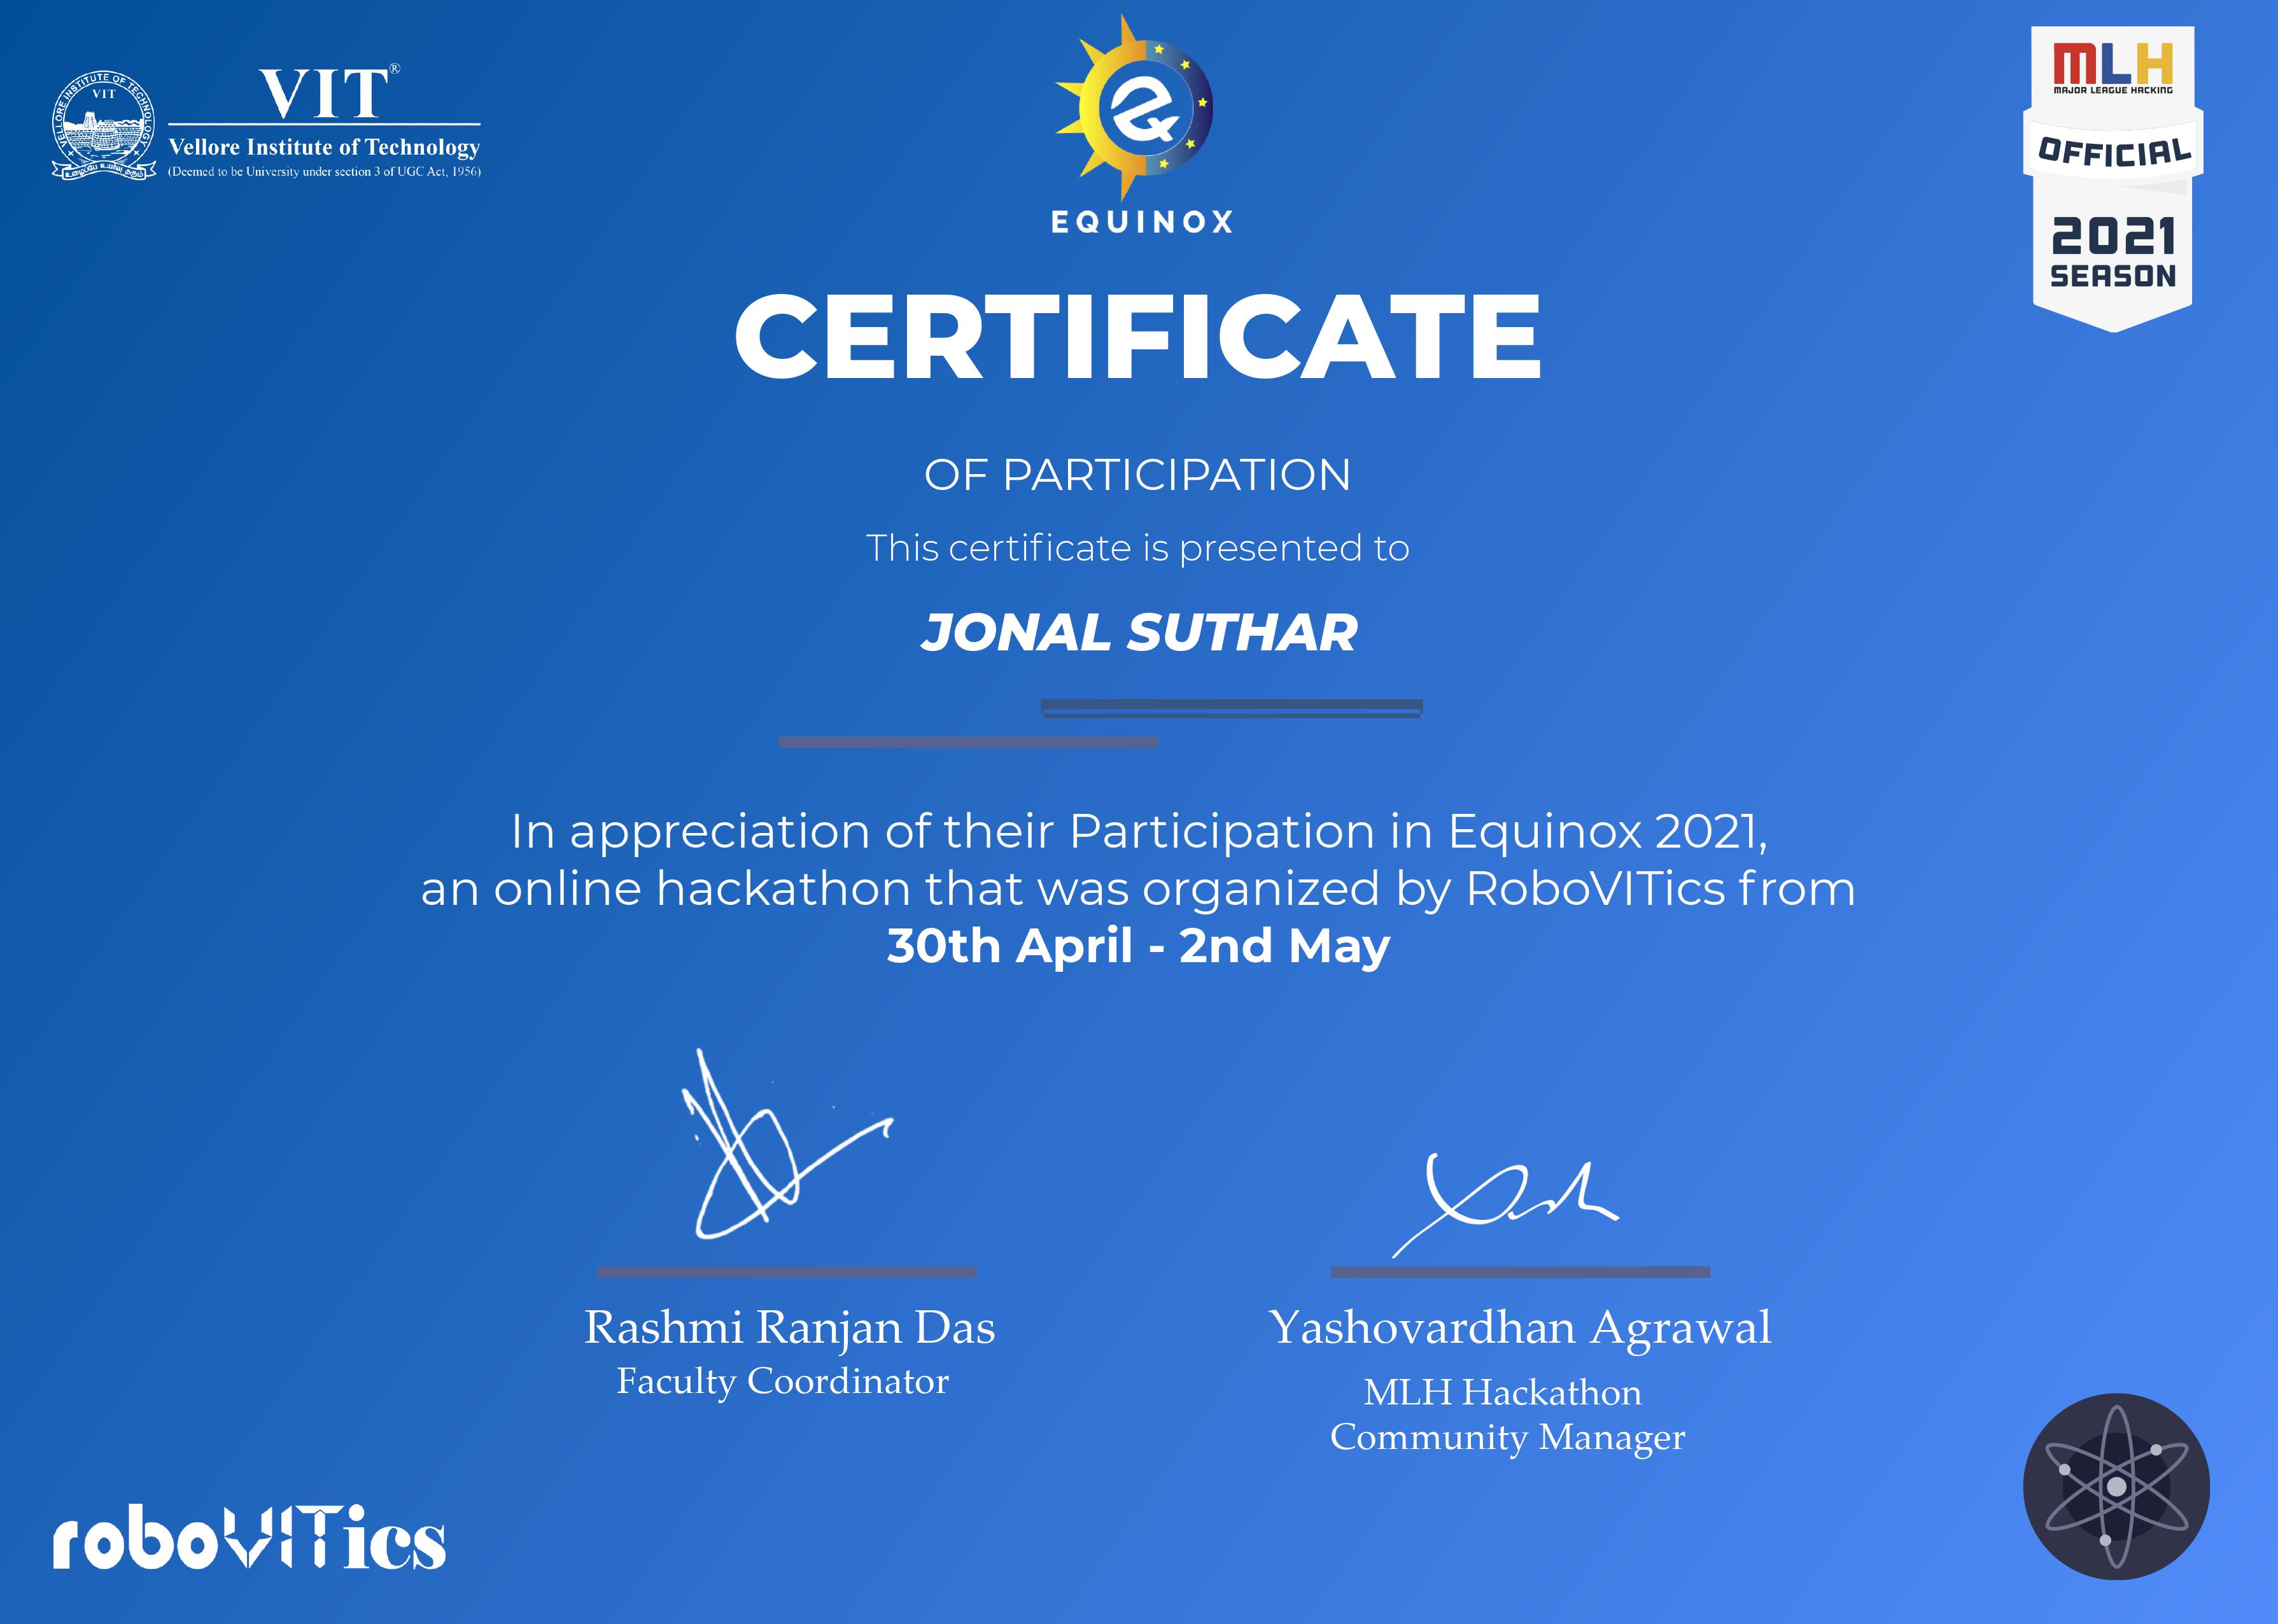 VELLORE INSTITUTE OF TECHNOLOGY
VIT
VIT®
Vellore Institute of Technology
(Deemed to be University under section 3 of UGC Act, 1956)
e
EQUINOX
MLH
MAJOR LEAGUE HACKING
OFFICIAL
2021
SEASON
CERTIFICATE
OF PARTICIPATION
This certificate is presented to
JONAL SUTHAR
In appreciation of their Participation in Equinox 2021,
an online hackathon that was organized by RoboVITics from
30th April - 2nd May
Rashmi Ranjan Das
Faculty Coordinator
Yashovardhan Agrawal
MLH Hackathon
Community Manager
roboVITics